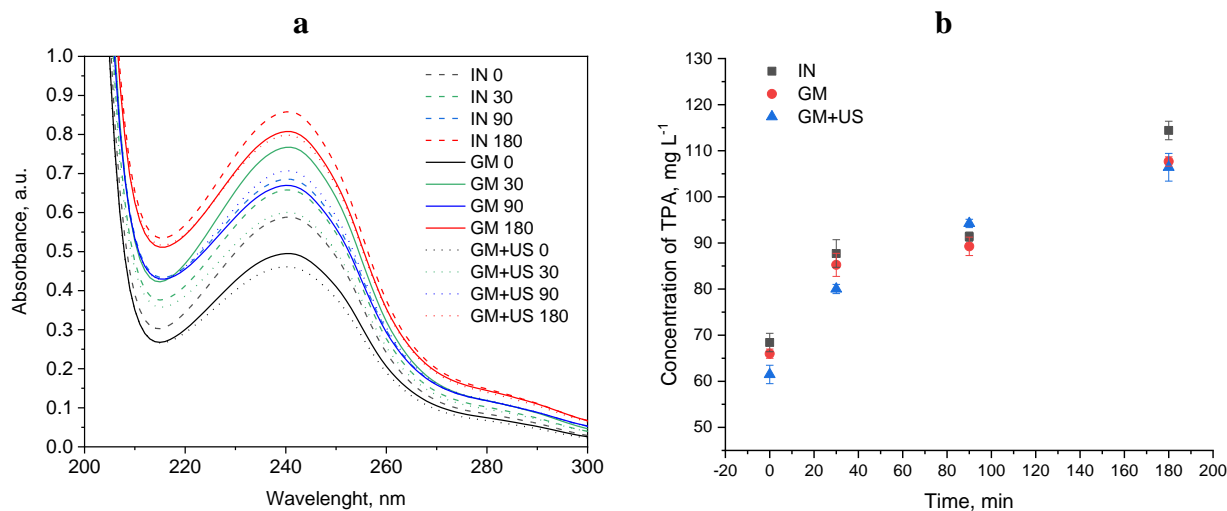 a
Absorbance, a.u.
1.0
0.9
0.8
0.7
0.6
0.5
0.4
0.3
0.2
0.1
0.0
200
220
240
260
280
300
Wavelenght, nm
IN 0
IN 30
IN 90
IN 180
GM 0
GM 30
GM 90
GM 180
GM+US 0
GM+US 30
GM+US 90
GM+US 180
b
Concentration of TPA, mg L⁻¹
130
120
110
100
90
80
70
60
50
-20
0
20
40
60
80
100
120
140
160
180
200
Time, min
IN
GM
GM+US